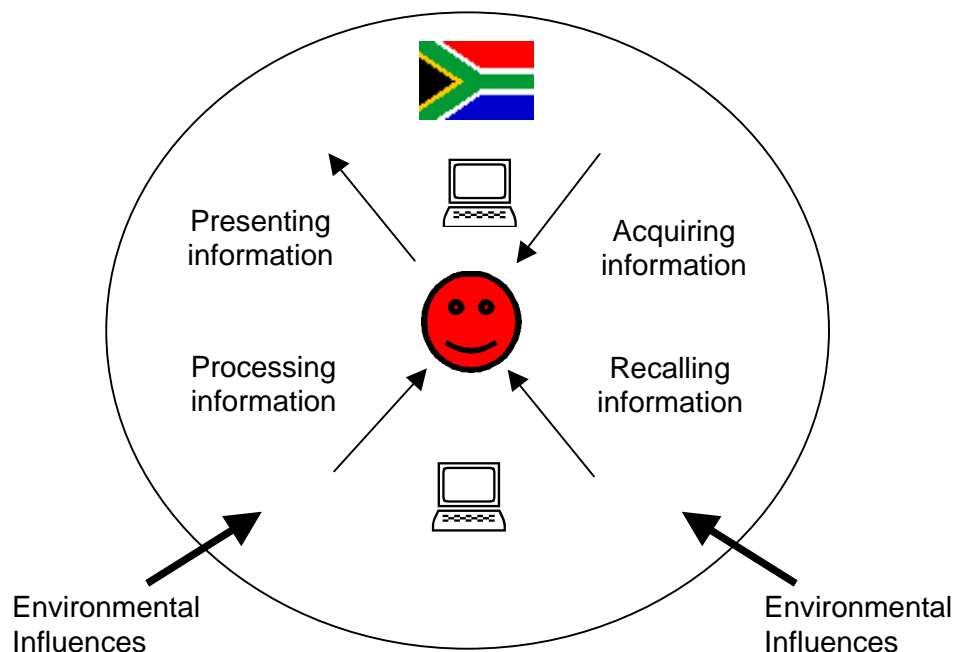 Presenting
information
Acquiring
information
Processing
information
Recalling
information
Environmental
Influences
Environmental
Influences